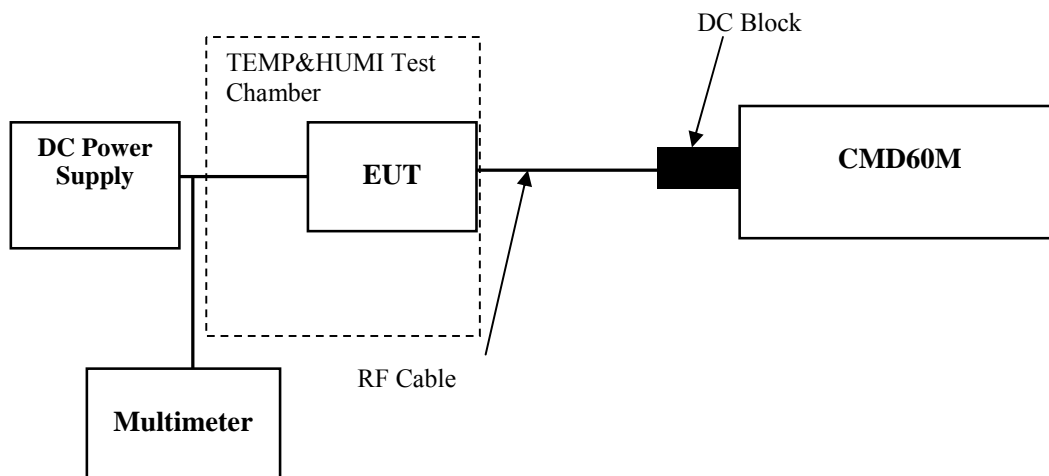 DC Block
TEMP&HUMI Test
Chamber
DC Power
Supply
EUT
CMD60M
RF Cable
Multimeter